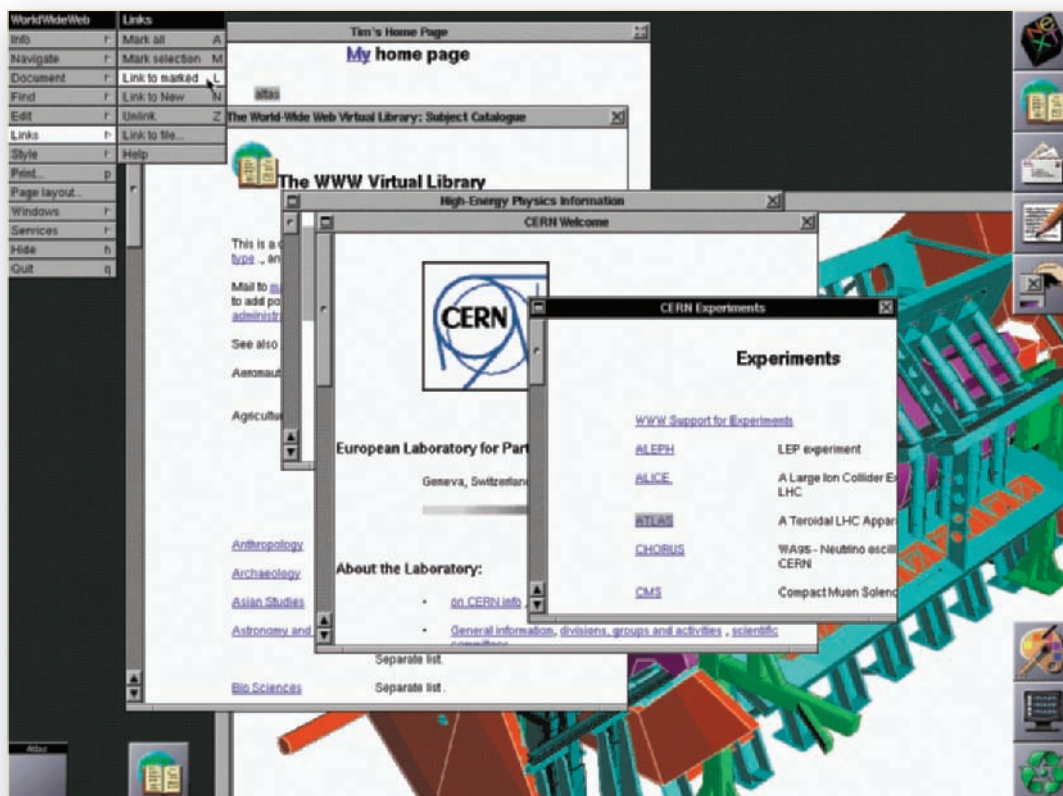 WorldWideWeb
Info
Navigate
Document
Find
Edit
Links
Style
Print... p
Page layout...
Windows
Services
Hide h
Quit q
Links
Mark all A
Mark selection M
Link to marked L
Link to New N
Unlink Z
Link to file...
Help
Tim's Home Page
My home page
altas
The World-Wide Web Virtual Library: Subject Catalogue
The WWW Virtual Library
This is a
type ., an
Mail to
to add po
administr
See also
Aeronaut
Agricultu
Anthropology
Archaeology
Asian Studies
Astronomy and
Separate list.
Bio Sciences Separate list.
High-Energy Physics Information
CERN Welcome
CERN
European Laboratory for Part
Geneva, Switzerland
About the Laboratory:
• on CERN info
• General information, divisions, groups and activities , scientific
committees
CERN Experiments
Experiments
WWW Support for Experiments
ALEPH LEP experiment
ALICE A Large Ion Collider Ex
LHC
ATLAS A Toroidal LHC Appar
CHORUS WA95 - Neutrino oscill
CERN
CMS Compact Muon Solenc
Atlas
NeXT